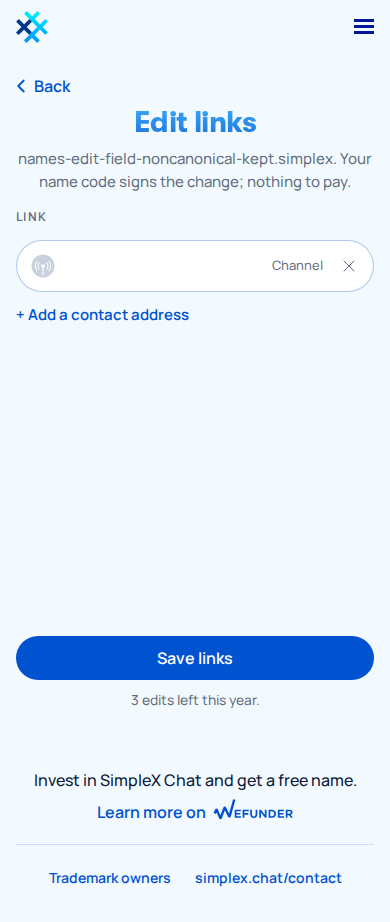 Back
Edit links
names-edit-field-noncanonical-kept.simplex. Your
name code signs the change; nothing to pay.
LINK
Channel
+ Add a contact address
Save links
3 edits left this year.
Invest in SimpleX Chat and get a free name.
Learn more on WEFUNDER
Trademark owners simplex.chat/contact